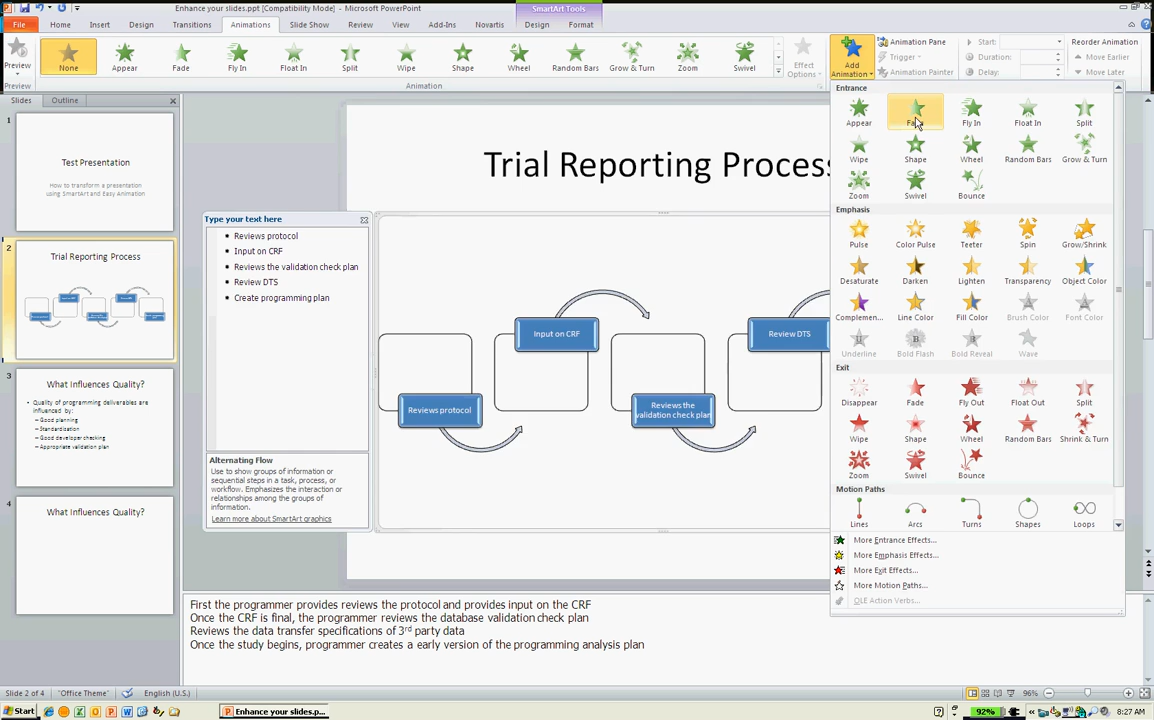 Enhance your slides.ppt [Compatibility Mode] - Microsoft PowerPoint
SmartArt Tools
File Home Insert Design Transitions Animations Slide Show Review View Add-Ins Novartis Design Format
Preview
None Appear Fade Fly In Float In Split Wipe Shape Wheel Random Bars Grow & Turn Zoom Swivel
Effect Options
Add Animation
Animation Pane
Trigger
Animation Painter
Start:
Duration:
Delay:
Reorder Animation
Move Earlier
Move Later
Preview
Animation
Slides Outline
1
Test Presentation
How to transform a presentation
using SmartArt and Easy Animation
2
Trial Reporting Process
3
What Influences Quality?
Quality of programming deliverables are
influenced by:
Good planning
Standardization
Good developer checking
Appropriate validation plan
4
What Influences Quality?
Trial Reporting Process
Type your text here
Reviews protocol
Input on CRF
Reviews the validation check plan
Review DTS
Create programming plan
Alternating Flow
Use to show groups of information or
sequential steps in a task, process, or
workflow. Emphasizes the interaction or
relationships among the groups of
information.
Learn more about SmartArt graphics
Input on CRF
Review DTS
Reviews protocol
Reviews the
validation check plan
Entrance
Appear Fade Fly In Float In Split
Wipe Shape Wheel Random Bars Grow & Turn
Zoom Swivel Bounce
Emphasis
Pulse Color Pulse Teeter Spin Grow/Shrink
Desaturate Darken Lighten Transparency Object Color
Complemen... Line Color Fill Color Brush Color Font Color
Underline Bold Flash Bold Reveal Wave
Exit
Disappear Fade Fly Out Float Out Split
Wipe Shape Wheel Random Bars Shrink & Turn
Zoom Swivel Bounce
Motion Paths
Lines Arcs Turns Shapes Loops
More Entrance Effects...
More Emphasis Effects...
More Exit Effects...
More Motion Paths...
OLE Action Verbs...
First the programmer provides reviews the protocol and provides input on the CRF
Once the CRF is final, the programmer reviews the database validation check plan
Reviews the data transfer specifications of 3rd party data
Once the study begins, programmer creates a early version of the programming analysis plan
Slide 2 of 4 "Office Theme" English (U.S.) 96%
Start Enhance your slides.p... 92% 8:27 AM